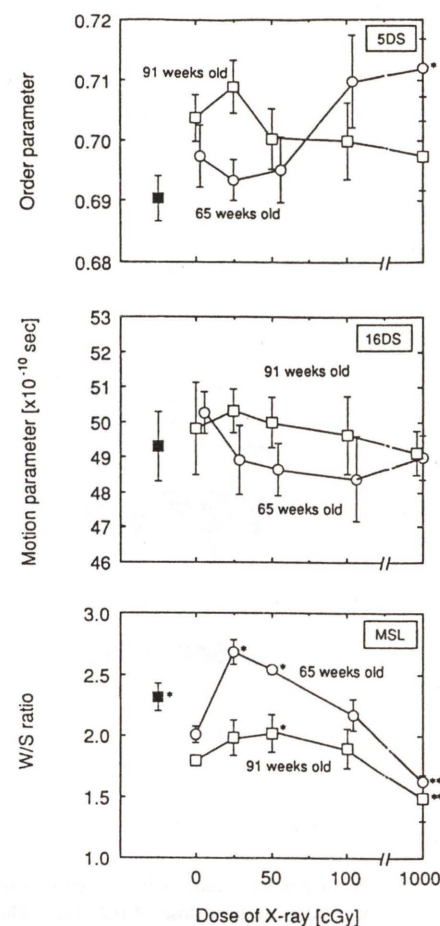 0.72
0.71
0.70
0.69
0.68
Order parameter
5DS
91 weeks old
65 weeks old
*
53
52
51
50
49
48
47
46
Motion parameter [x10⁻¹⁰ sec]
16DS
91 weeks old
65 weeks old
3.0
2.5
2.0
1.5
1.0
W/S ratio
MSL
65 weeks old
91 weeks old
*
*
*
*
**
**
0 50 100 1000
Dose of X-ray [cGy]